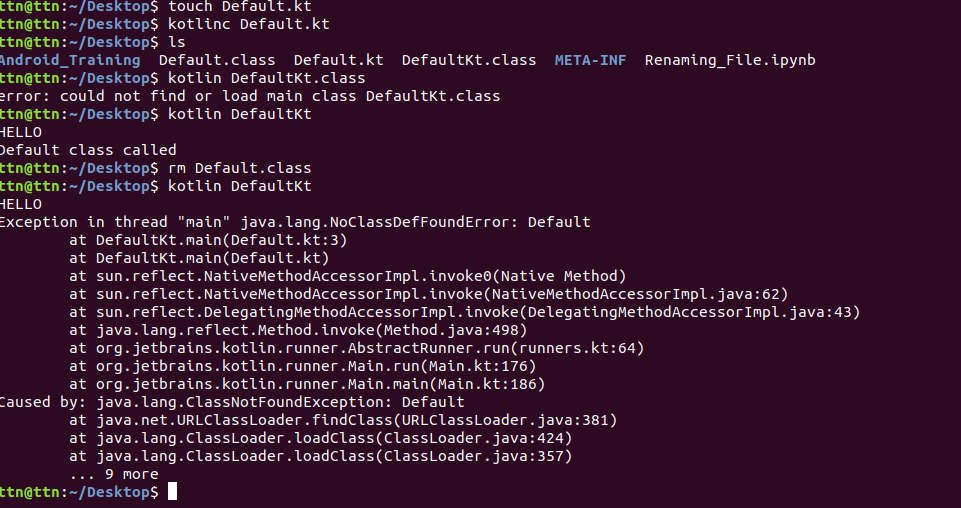 ttn@ttn:~/Desktop$ touch Default.kt
ttn@ttn:~/Desktop$ kotlinc Default.kt
ttn@ttn:~/Desktop$ ls
Android_Training  Default.class  Default.kt  DefaultKt.class  META-INF  Renaming_File.ipynb
ttn@ttn:~/Desktop$ kotlin DefaultKt.class
error: could not find or load main class DefaultKt.class
ttn@ttn:~/Desktop$ kotlin DefaultKt
HELLO
Default class called
ttn@ttn:~/Desktop$ rm Default.class
ttn@ttn:~/Desktop$ kotlin DefaultKt
HELLO
Exception in thread "main" java.lang.NoClassDefFoundError: Default
        at DefaultKt.main(Default.kt:3)
        at DefaultKt.main(Default.kt)
        at sun.reflect.NativeMethodAccessorImpl.invoke0(Native Method)
        at sun.reflect.NativeMethodAccessorImpl.invoke(NativeMethodAccessorImpl.java:62)
        at sun.reflect.DelegatingMethodAccessorImpl.invoke(DelegatingMethodAccessorImpl.java:43)
        at java.lang.reflect.Method.invoke(Method.java:498)
        at org.jetbrains.kotlin.runner.AbstractRunner.run(runners.kt:64)
        at org.jetbrains.kotlin.runner.Main.run(Main.kt:176)
        at org.jetbrains.kotlin.runner.Main.main(Main.kt:186)
Caused by: java.lang.ClassNotFoundException: Default
        at java.net.URLClassLoader.findClass(URLClassLoader.java:381)
        at java.lang.ClassLoader.loadClass(ClassLoader.java:424)
        at java.lang.ClassLoader.loadClass(ClassLoader.java:357)
        ... 9 more
ttn@ttn:~/Desktop$